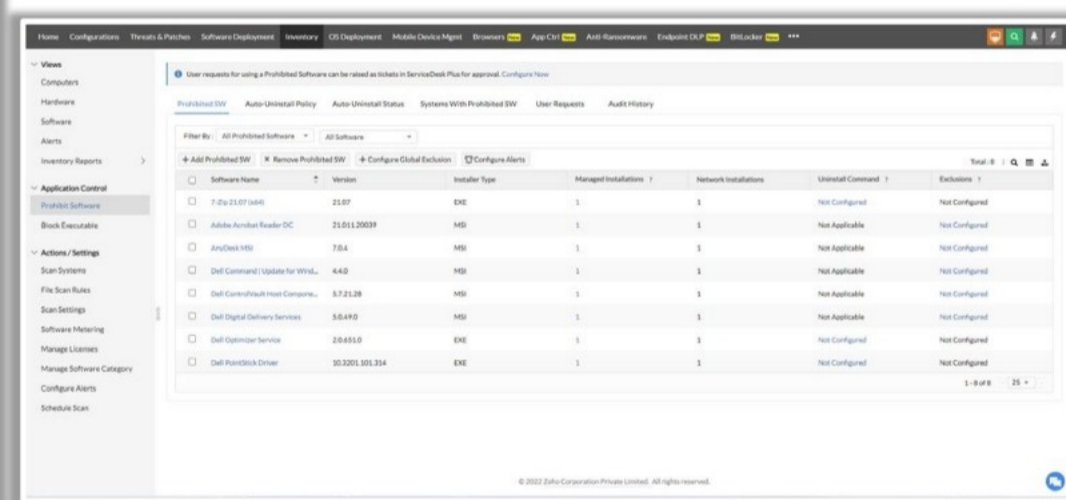 Home Configurations Threats & Patches Software Deployment Inventory OS Deployment Mobile Device Mgmt Browsers New App Ctrl New Anti-Ransomware Endpoint DLP New BitLocker New •••
Views
Computers
Hardware
Software
Alerts
Inventory Reports
Application Control
Prohibit Software
Block Executable
Actions / Settings
Scan Systems
File Scan Rules
Scan Settings
Software Metering
Manage Licenses
Manage Software Category
Configure Alerts
Schedule Scan
User requests for using a Prohibited Software can be raised as tickets in ServiceDesk Plus for approval. Configure Now
Prohibited SW Auto-Uninstall Policy Auto-Uninstall Status Systems With Prohibited SW User Requests Audit History
Filter By : All Prohibited Software All Software
+ Add Prohibited SW × Remove Prohibited SW + Configure Global Exclusion Configure Alerts Total : 8
Software Name Version Installer Type Managed Installations ? Network Installations Uninstall Command ? Exclusions ?
7-Zip 21.07 (x64) 21.07 EXE 1 1 Not Configured Not Configured
Adobe Acrobat Reader DC 21.011.20039 MSI 1 1 Not Applicable Not Configured
AnyDesk MSI 7.0.4 MSI 1 1 Not Applicable Not Configured
Dell Command | Update for Wind... 4.4.0 MSI 1 1 Not Applicable Not Configured
Dell ControlVault Host Compone... 5.7.21.28 MSI 1 1 Not Applicable Not Configured
Dell Digital Delivery Services 5.0.49.0 MSI 1 1 Not Applicable Not Configured
Dell Optimizer Service 2.0.651.0 EXE 1 1 Not Configured Not Configured
Dell PointStick Driver 10.3201.101.314 EXE 1 1 Not Configured Not Configured
1 - 8 of 8 25
© 2022 Zoho Corporation Private Limited. All rights reserved.